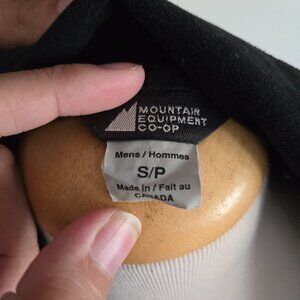 MOUNTAIN
EQUIPMENT
CO-OP
Mens / Hommes
S/P
Made in / Fait au
CANADA